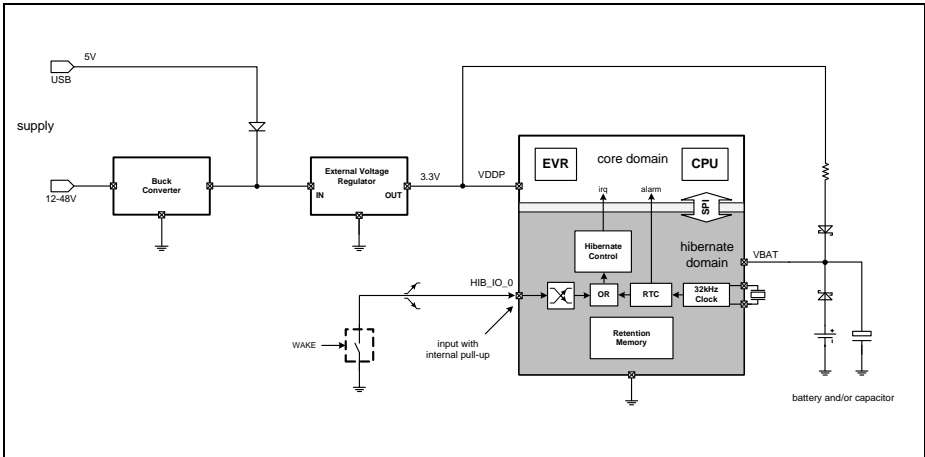 5V
USB
supply
12-48V
Buck
Converter
External Voltage
Regulator
IN
OUT
3.3V
VDDP
EVR
core domain
CPU
irq
alarm
SPI
Hibernate
Control
hibernate
domain
VBAT
HIB_IO_0
OR
RTC
32kHz
Clock
WAKE
input with
internal pull-up
Retention
Memory
+
-
battery and/or capacitor